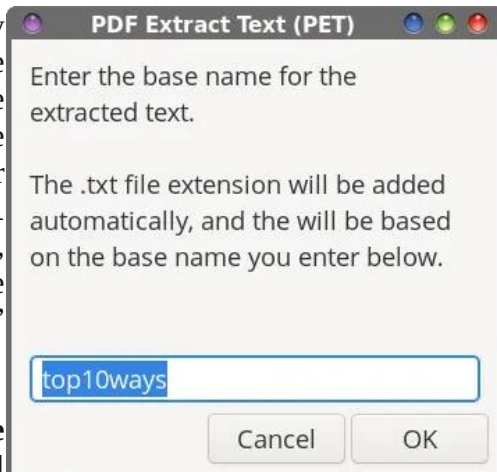 PDF Extract Text (PET)
Enter the base name for the
extracted text.
The .txt file extension will be added
automatically, and the will be based
on the base name you enter below.
top10ways
Cancel
OK